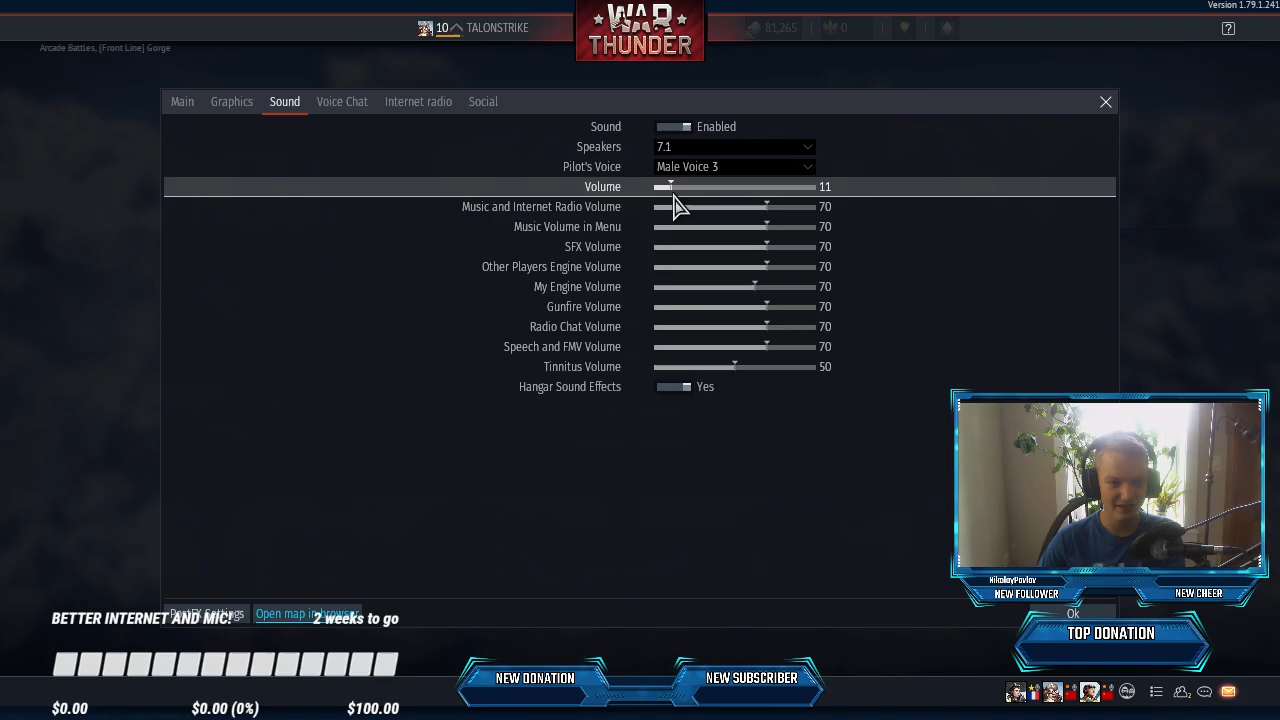 Version 1.79.1.241
10 TALONSTRIKE
WAR
THUNDER
81,265
0
?
Arcade Battles, [Front Line] Gorge
Main Graphics Sound Voice Chat Internet radio Social
Sound Enabled
Speakers 7.1
Pilot's Voice Male Voice 3
Volume 11
Music and Internet Radio Volume 70
Music Volume in Menu 70
SFX Volume 70
Other Players Engine Volume 70
My Engine Volume 70
Gunfire Volume 70
Radio Chat Volume 70
Speech and FMV Volume 70
Tinnitus Volume 50
Hangar Sound Effects Yes
NikolayPavlov
NEW FOLLOWER NEW CHEER
PostFX Settings Open map in browser Ok
BETTER INTERNET AND MIC! 2 weeks to go
TOP DONATION
NEW DONATION NEW SUBSCRIBER
$0.00 $0.00 (0%) $100.00